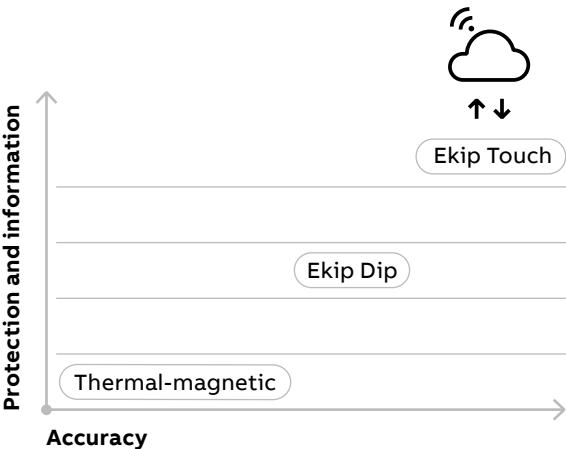 Protection and information
Ekip Touch
Ekip Dip
Thermal-magnetic
Accuracy